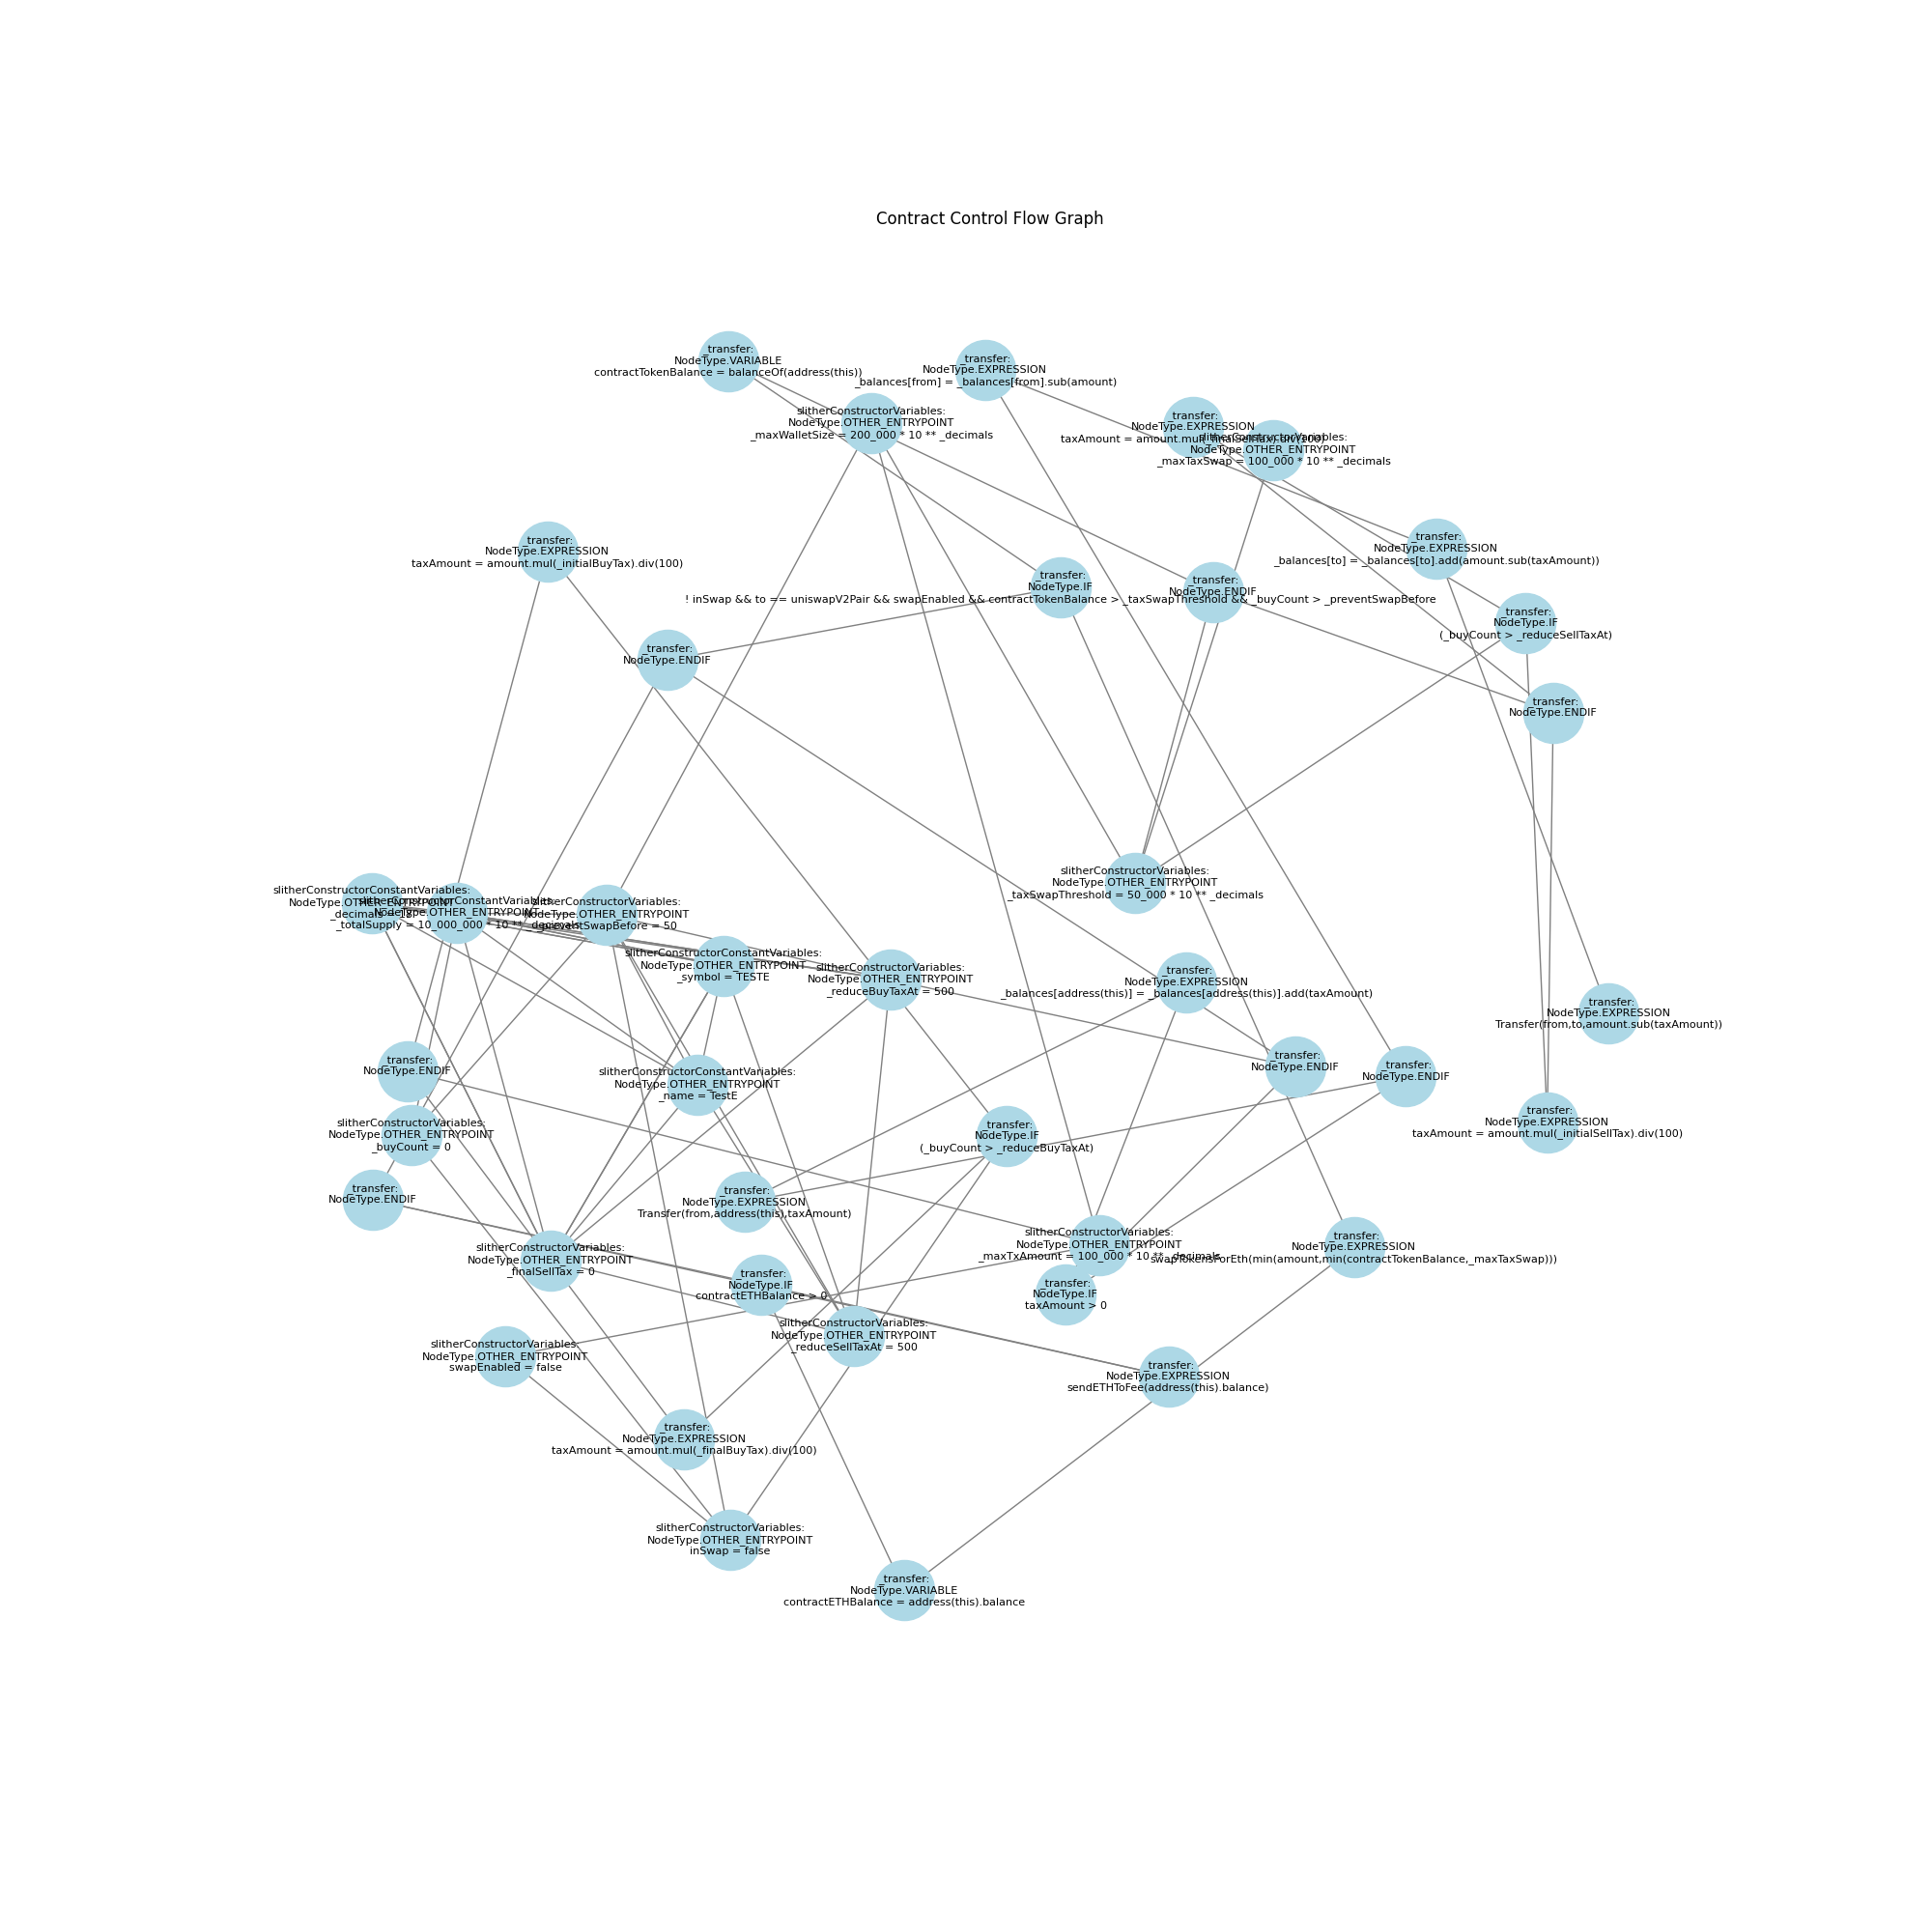 Contract Control Flow Graph
_transfer:
NodeType.VARIABLE
contractTokenBalance = balanceOf(address(this))
_transfer:
NodeType.EXPRESSION
_balances[from] = _balances[from].sub(amount)
slitherConstructorVariables:
NodeType.OTHER_ENTRYPOINT
_maxWalletSize = 200_000 * 10 ** _decimals
_transfer:
NodeType.EXPRESSION
taxAmount = amount.mul(_finalSellTax).div(100)
slitherConstructorVariables:
NodeType.OTHER_ENTRYPOINT
_maxTaxSwap = 100_000 * 10 ** _decimals
_transfer:
NodeType.EXPRESSION
taxAmount = amount.mul(_initialBuyTax).div(100)
_transfer:
NodeType.EXPRESSION
_balances[to] = _balances[to].add(amount.sub(taxAmount))
_transfer:
NodeType.IF
! inSwap && to == uniswapV2Pair && swapEnabled && contractTokenBalance > _taxSwapThreshold && _buyCount > _preventSwapBefore
_transfer:
NodeType.ENDIF
_transfer:
NodeType.IF
(_buyCount > _reduceSellTaxAt)
_transfer:
NodeType.ENDIF
_transfer:
NodeType.ENDIF
slitherConstructorVariables:
NodeType.OTHER_ENTRYPOINT
_taxSwapThreshold = 50_000 * 10 ** _decimals
slitherConstructorConstantVariables:
NodeType.OTHER_ENTRYPOINT
_decimals = 18
slitherConstructorConstantVariables:
NodeType.OTHER_ENTRYPOINT
_totalSupply = 10_000_000 * 10 ** _decimals
slitherConstructorVariables:
NodeType.OTHER_ENTRYPOINT
_preventSwapBefore = 50
slitherConstructorConstantVariables:
NodeType.OTHER_ENTRYPOINT
_symbol = TESTE
slitherConstructorVariables:
NodeType.OTHER_ENTRYPOINT
_reduceBuyTaxAt = 500
_transfer:
NodeType.EXPRESSION
_balances[address(this)] = _balances[address(this)].add(taxAmount)
_transfer:
NodeType.EXPRESSION
Transfer(from,to,amount.sub(taxAmount))
_transfer:
NodeType.ENDIF
_transfer:
NodeType.ENDIF
_transfer:
NodeType.ENDIF
slitherConstructorConstantVariables:
NodeType.OTHER_ENTRYPOINT
_name = TestE
slitherConstructorVariables:
NodeType.OTHER_ENTRYPOINT
_buyCount = 0
_transfer:
NodeType.IF
(_buyCount > _reduceBuyTaxAt)
_transfer:
NodeType.EXPRESSION
taxAmount = amount.mul(_initialSellTax).div(100)
_transfer:
NodeType.ENDIF
_transfer:
NodeType.EXPRESSION
Transfer(from,address(this),taxAmount)
slitherConstructorVariables:
NodeType.OTHER_ENTRYPOINT
_finalSellTax = 0
slitherConstructorVariables:
NodeType.OTHER_ENTRYPOINT
_maxTxAmount = 100_000 * 10 ** _decimals
_transfer:
NodeType.EXPRESSION
swapTokensForEth(min(amount,min(contractTokenBalance,_maxTaxSwap)))
_transfer:
NodeType.IF
contractETHBalance > 0
_transfer:
NodeType.IF
taxAmount > 0
slitherConstructorVariables:
NodeType.OTHER_ENTRYPOINT
_reduceSellTaxAt = 500
slitherConstructorVariables:
NodeType.OTHER_ENTRYPOINT
swapEnabled = false
_transfer:
NodeType.EXPRESSION
sendETHToFee(address(this).balance)
_transfer:
NodeType.EXPRESSION
taxAmount = amount.mul(_finalBuyTax).div(100)
slitherConstructorVariables:
NodeType.OTHER_ENTRYPOINT
inSwap = false
_transfer:
NodeType.VARIABLE
contractETHBalance = address(this).balance